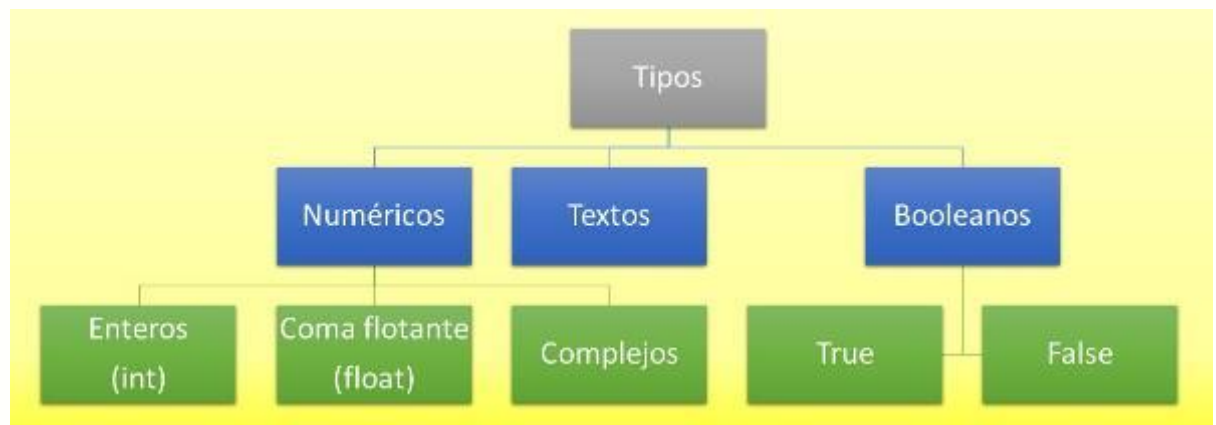 Tipos
Numéricos
Textos
Booleanos
Enteros
(int)
Coma flotante
(float)
Complejos
True
False